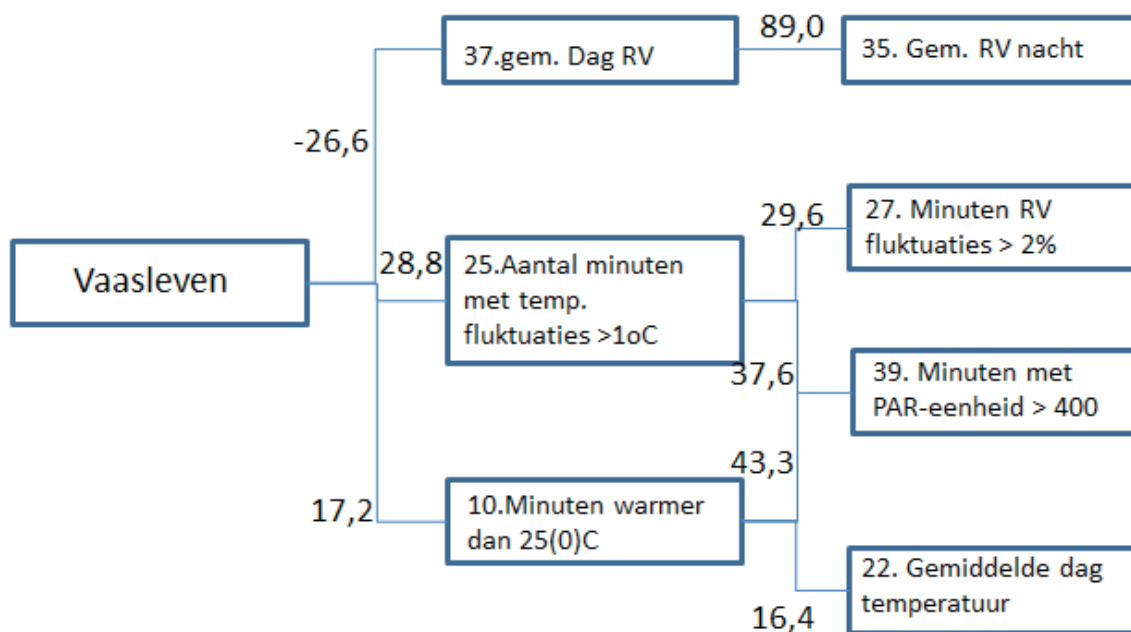 89,0
37.gem. Dag RV
35. Gem. RV nacht
-26,6
29,6
27. Minuten RV
fluktuaties > 2%
Vaasleven
28,8
25.Aantal minuten
met temp.
fluktuaties >1oC
37,6
39. Minuten met
PAR-eenheid > 400
43,3
17,2
10.Minuten warmer
dan 25(0)C
22. Gemiddelde dag
temperatuur
16,4